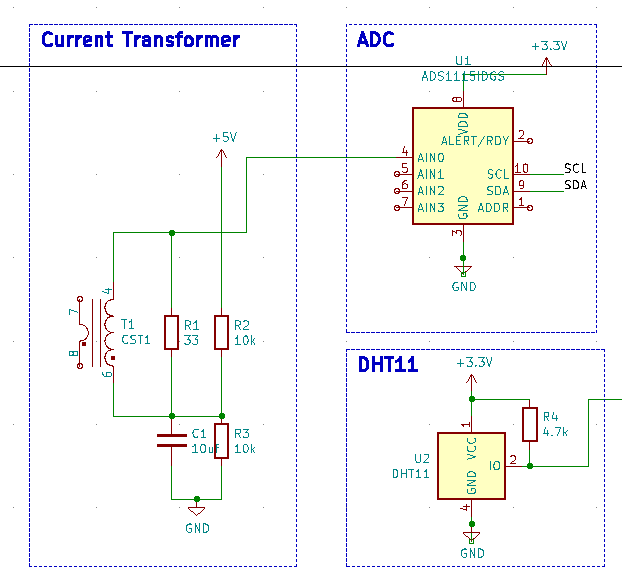 Current Transformer
+5V
4
7
8
6
T1
CST1
R1
33
R2
10k
C1
10uf
R3
10k
GND
ADC
+3.3V
U1
ADS1115IDGS
8
VDD
ALERT/RDY
2
4
AIN0
5
AIN1
6
AIN2
7
AIN3
SCL
10
SCL
SDA
9
SDA
ADDR
1
GND
3
GND
DHT11
+3.3V
1
VCC
R4
4.7k
U2
DHT11
IO
2
GND
4
GND